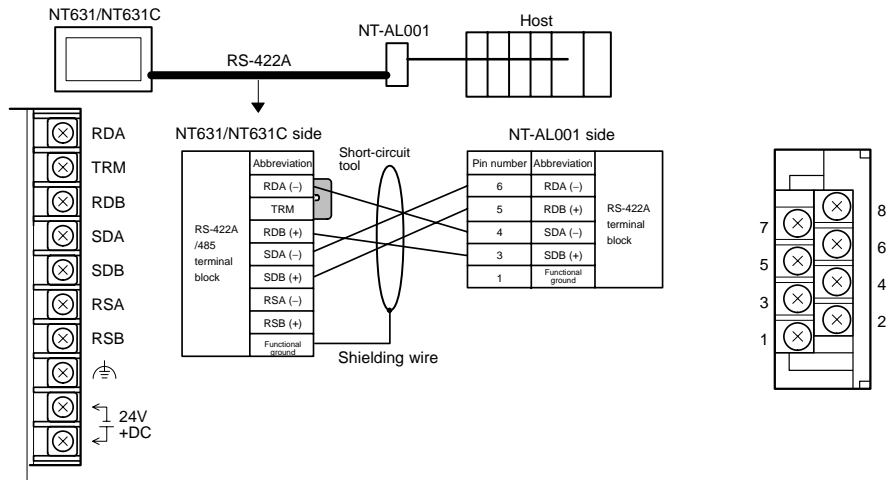 NT631/NT631C
NT-AL001
Host
RS-422A
RDA
TRM
RDB
SDA
SDB
RSA
RSB
24V
+DC
NT631/NT631C side
Abbreviation
RDA (−)
TRM
RDB (+)
SDA (−)
SDB (+)
RSA (−)
RSB (+)
Functional
ground
RS-422A
/485
terminal
block
Short-circuit
tool
Shielding wire
NT-AL001 side
Pin number Abbreviation
6 RDA (−)
5 RDB (+)
4 SDA (−)
3 SDB (+)
1 Functional
ground
RS-422A
terminal
block
7
5
3
1
8
6
4
2